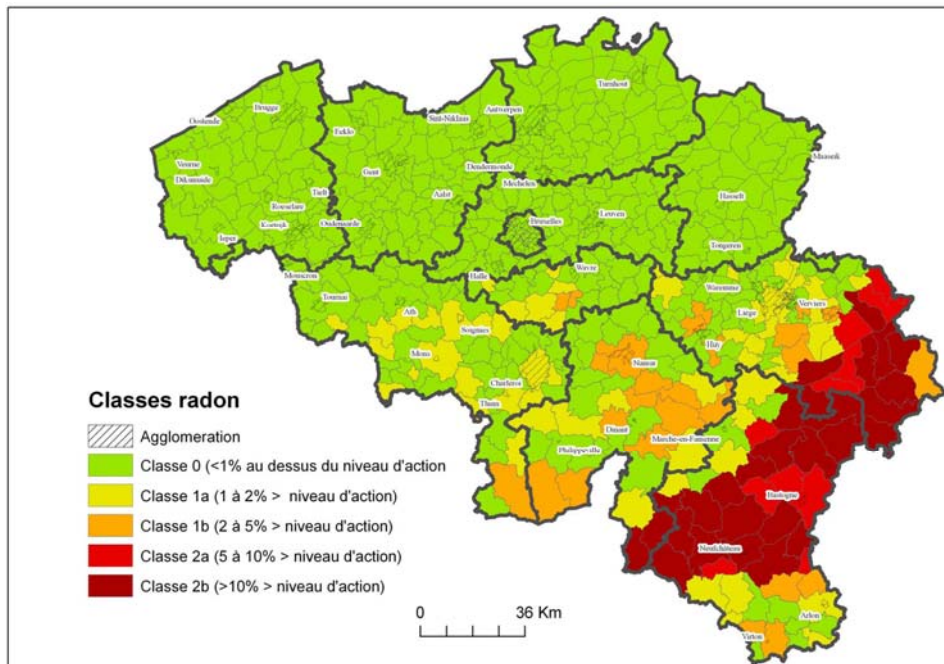 Turnhout
Brugge
Oostende
Antwerpen
Sint-Niklaas
Eeklo
Maaseik
Veurne
Diksmuide
Gent
Dendermonde
Mechelen
Tielt
Aalst
Hasselt
Roeselare
Leuven
Bruxelles
Kortrijk
Oudenaarde
Ieper
Tongeren
Mouscron
Halle
Wavre
Waremme
Tournai
Verviers
Ath
Liege
Soignies
Huy
Mons
Namur
Charleroi
Thuin
Dinant
Marche-en-Famenne
Philippeville
Bastogne
Neufchâteau
Arlon
Virton
Classes radon
Agglomeration
Classe 0 (<1% au dessus du niveau d'action
Classe 1a (1 à 2% > niveau d'action)
Classe 1b (2 à 5% > niveau d'action)
Classe 2a (5 à 10% > niveau d'action)
Classe 2b (>10% > niveau d'action)
0 36 Km